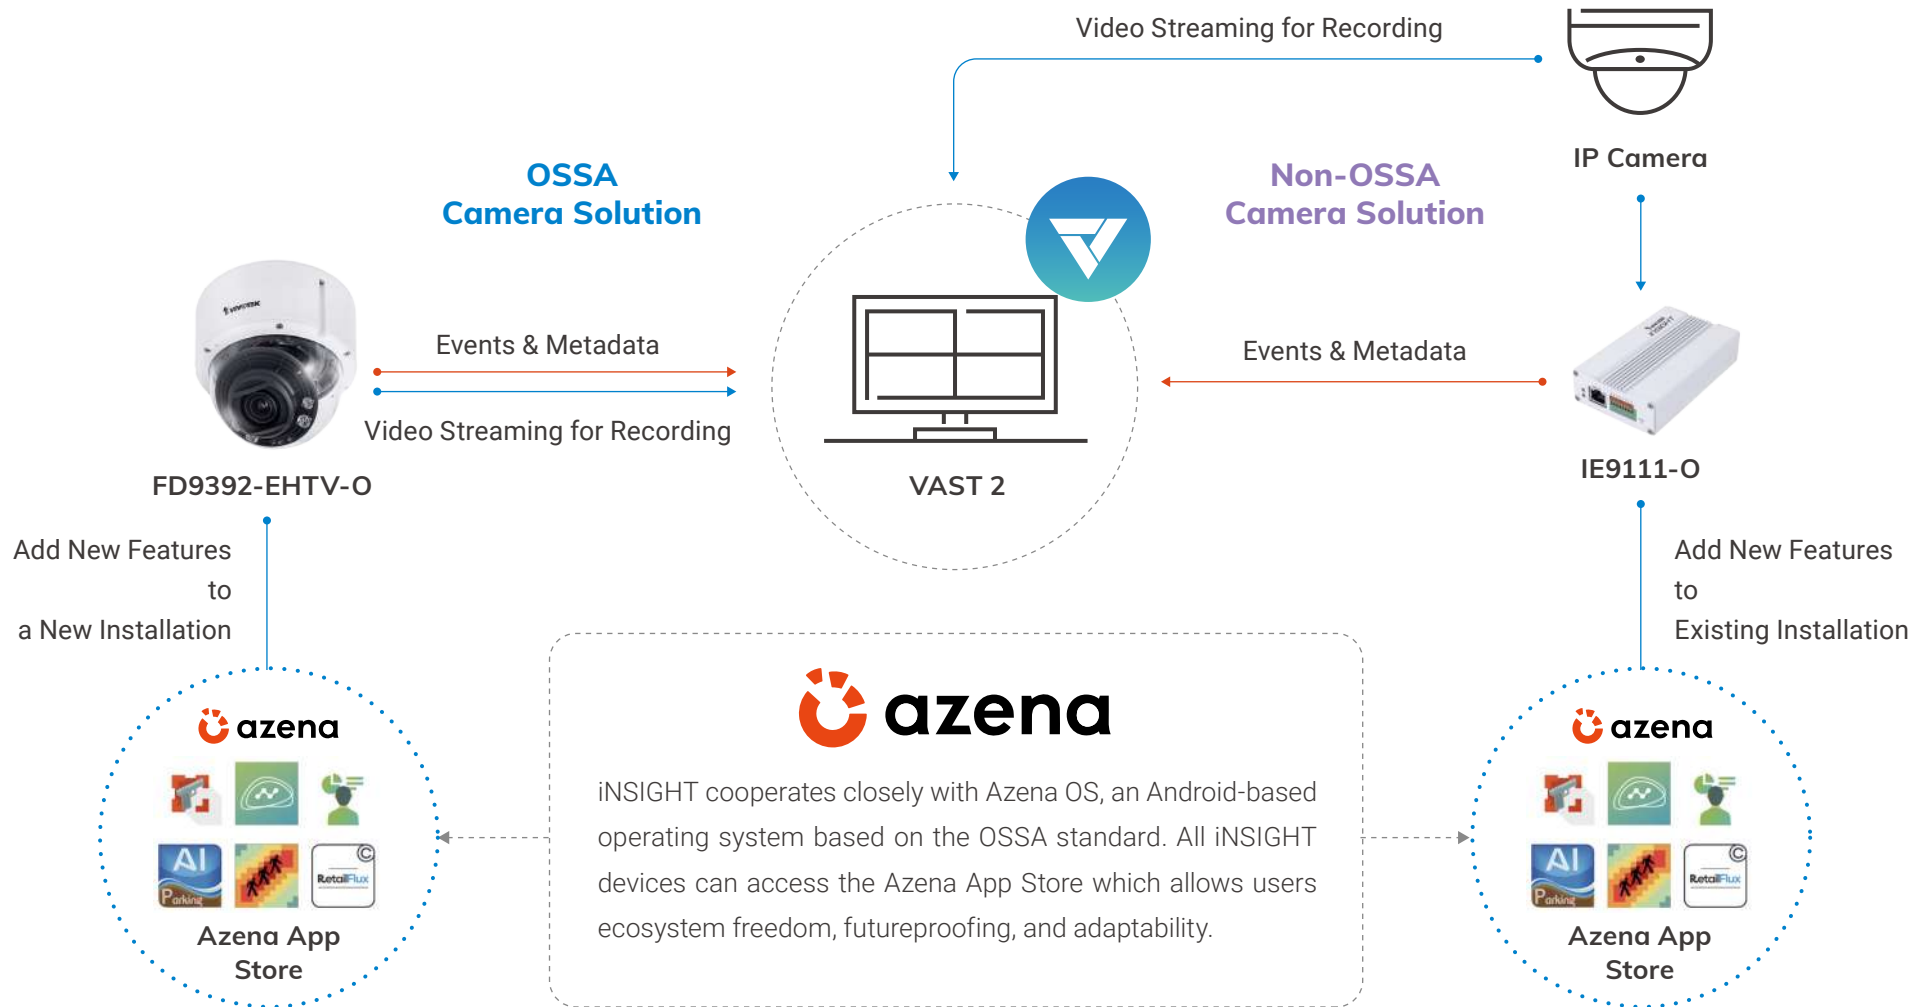 Video Streaming for Recording
IP Camera
OSSA
Camera Solution
Non-OSSA
Camera Solution
VIVOTEK
Events & Metadata
Video Streaming for Recording
FD9392-EHTV-O
VAST 2
Events & Metadata
iNSIGHT
IE9111-O
Add New Features
to
a New Installation
Add New Features
to
Existing Installation
azena
AI
Parking
RetailFlux
©
Azena App
Store
azena
iNSIGHT cooperates closely with Azena OS, an Android-based
operating system based on the OSSA standard. All iNSIGHT
devices can access the Azena App Store which allows users
ecosystem freedom, futureproofing, and adaptability.
azena
AI
Parking
RetailFlux
©
Azena App
Store